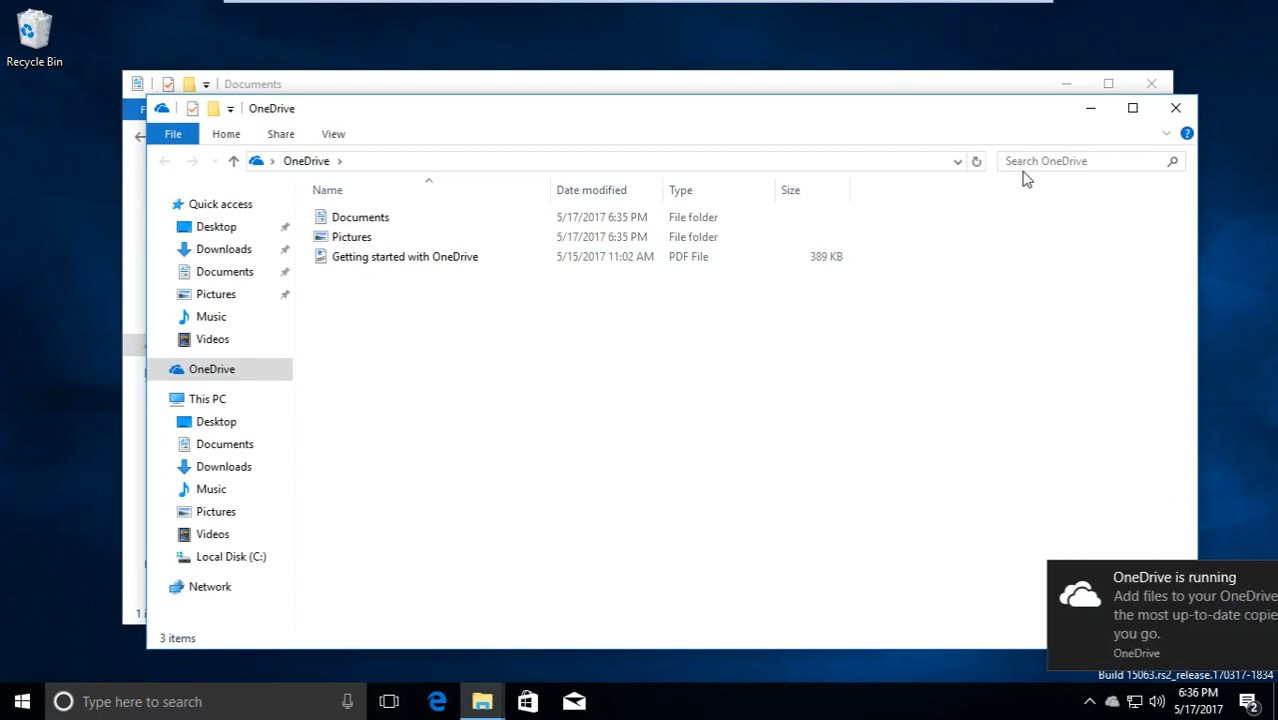 Recycle Bin
Documents
OneDrive
File
Home
Share
View
OneDrive
Search OneDrive
Name
Date modified
Type
Size
Documents
5/17/2017 6:35 PM
File folder
Pictures
5/17/2017 6:35 PM
File folder
Getting started with OneDrive
5/15/2017 11:02 AM
PDF File
389 KB
Quick access
Desktop
Downloads
Documents
Pictures
Music
Videos
OneDrive
This PC
Desktop
Documents
Downloads
Music
Pictures
Videos
Local Disk (C:)
Network
3 items
OneDrive is running
Add files to your OneDrive
the most up-to-date copie
you go.
OneDrive
Build 15063.rs2_release.170317-1834
Type here to search
6:36 PM
5/17/2017
2